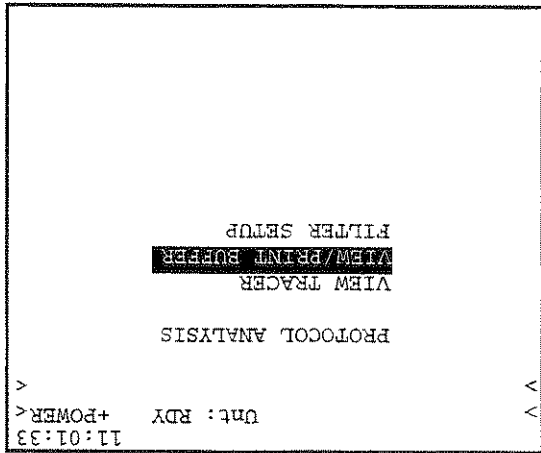 11:01:33
> Unt: RDY +POWER<
> <
PROTOCOL ANALYSIS
VIEW TRACER
VIEW/PRINT BUFFER
FILTER SETUP